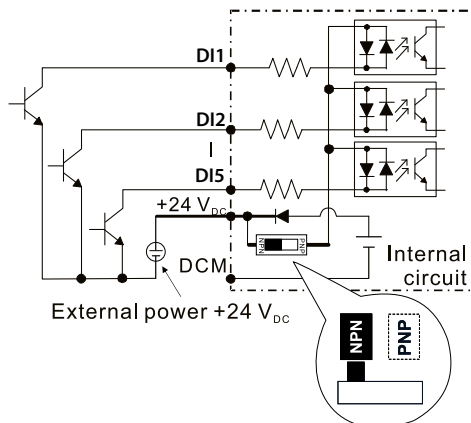 DI1
DI2
I
DI5
+24 VDC
NPN
PNP
DCM
Internal
circuit
External power +24 VDC
NPN
PNP